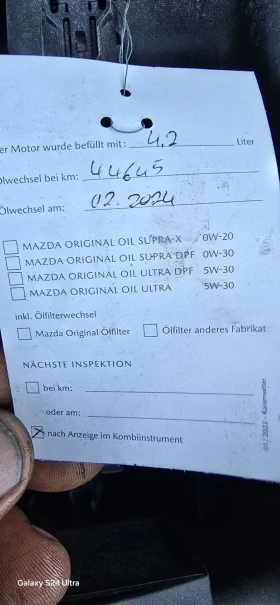 er Motor wurde befüllt mit: 4,2 Liter
Ölwechsel bei km: 44645
Ölwechsel am: 02.2024
MAZDA ORIGINAL OIL SUPRA-X 0W-20
MAZDA ORIGINAL OIL SUPRA DPF 0W-30
MAZDA ORIGINAL OIL ULTRA DPF 5W-30
MAZDA ORIGINAL OIL ULTRA 5W-30
inkl. Ölfilterwechsel
Mazda Original Ölfilter Ölfilter anderes Fabrikat
NÄCHSTE INSPEKTION
bei km:
oder am:
nach Anzeige im Kombiinstrument
Galaxy S24 Ultra